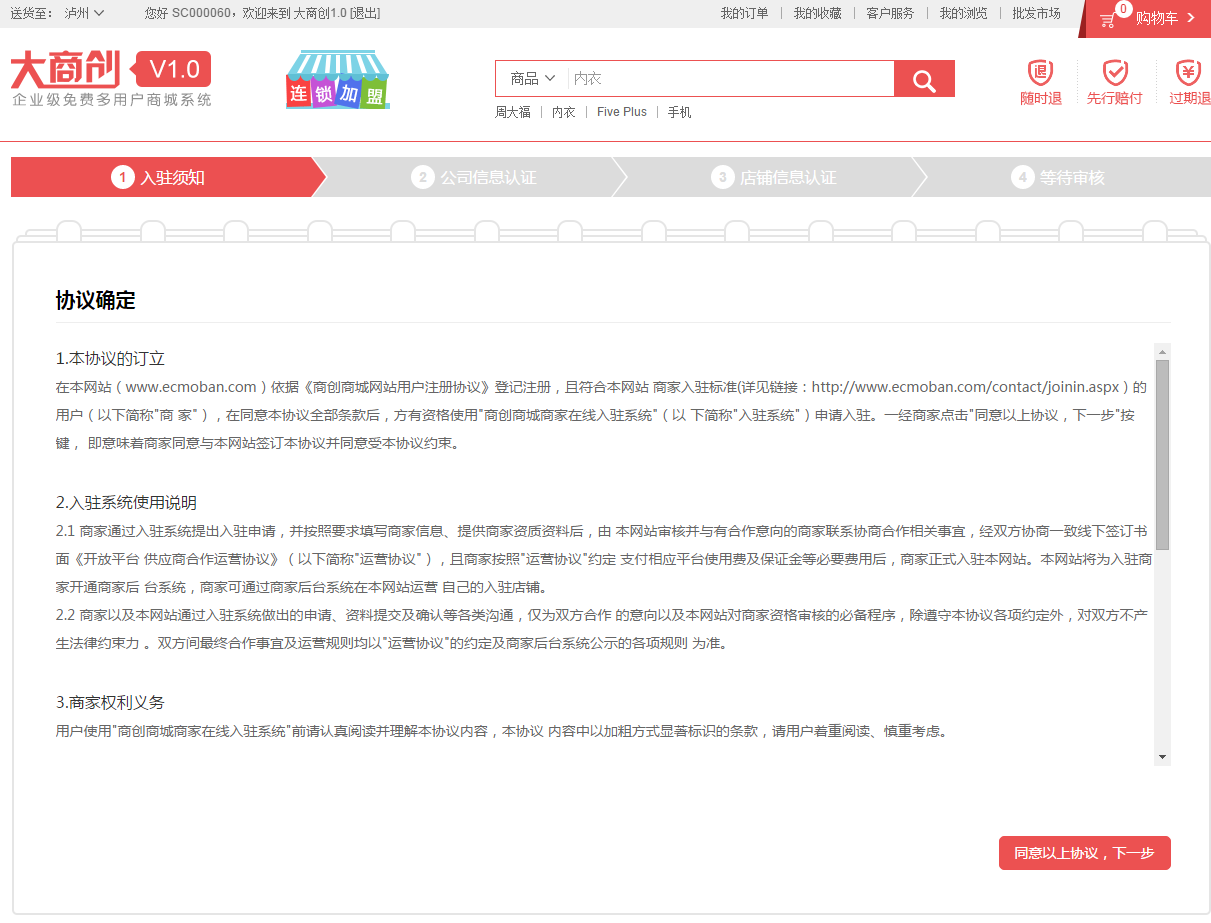 送货至： 泸州
您好 SC000060，欢迎来到 大商创1.0 [退出]
我的订单 我的收藏 客户服务 我的浏览 批发市场
0 购物车
大商创 V1.0
企业级免费多用户商城系统
连锁加盟
商品 内衣
周大福 内衣 Five Plus 手机
退 随时退
先行赔付
¥ 过期退
1 入驻须知
2 公司信息认证
3 店铺信息认证
4 等待审核
协议确定
1.本协议的订立
在本网站（www.ecmoban.com）依据《商创商城网站用户注册协议》登记注册，且符合本网站 商家入驻标准(详见链接：http://www.ecmoban.com/contact/joinin.aspx）的
用户（以下简称"商 家"），在同意本协议全部条款后，方有资格使用"商创商城商家在线入驻系统"（以 下简称"入驻系统"）申请入驻。一经商家点击"同意以上协议，下一步"按
键， 即意味着商家同意与本网站签订本协议并同意受本协议约束。
2.入驻系统使用说明
2.1 商家通过入驻系统提出入驻申请，并按照要求填写商家信息、提供商家资质资料后，由 本网站审核并与有合作意向的商家联系协商合作相关事宜，经双方协商一致线下签订书
面《开放平台 供应商合作运营协议》（以下简称"运营协议"），且商家按照"运营协议"约定 支付相应平台使用费及保证金等必要费用后，商家正式入驻本网站。本网站将为入驻商
家开通商家后 台系统，商家可通过商家后台系统在本网站运营 自己的入驻店铺。
2.2 商家以及本网站通过入驻系统做出的申请、资料提交及确认等各类沟通，仅为双方合作 的意向以及本网站对商家资格审核的必备程序，除遵守本协议各项约定外，对双方不产
生法律约束力 。双方间最终合作事宜及运营规则均以"运营协议"的约定及商家后台系统公示的各项规则 为准。
3.商家权利义务
用户使用"商创商城商家在线入驻系统"前请认真阅读并理解本协议内容，本协议 内容中以加粗方式显著标识的条款，请用户着重阅读、慎重考虑。
同意以上协议，下一步